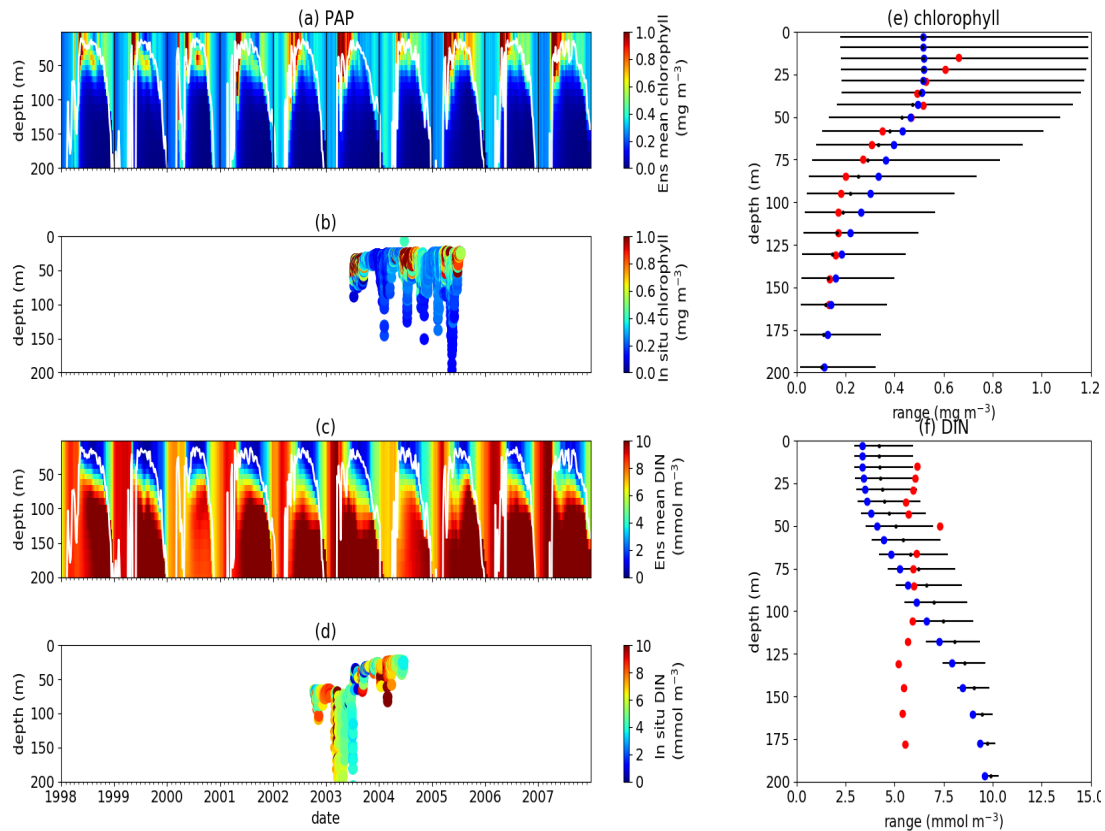 (a) PAP
50
100
150
200
depth (m)
1.0
0.8
0.6
0.4
0.2
0.0
Ens mean chlorophyll
(mg m⁻³)
(b)
0
50
100
150
200
depth (m)
1.0
0.8
0.6
0.4
0.2
0.0
In situ chlorophyll
(mg m⁻³)
(c)
50
100
150
200
depth (m)
10
8
6
4
2
0
Ens mean DIN
(mmol m⁻³)
(d)
0
50
100
150
200
depth (m)
1998 1999 2000 2001 2002 2003 2004 2005 2006 2007
date
10
8
6
4
2
0
In situ DIN
(mmol m⁻³)
(e) chlorophyll
0
25
50
75
100
125
150
175
200
depth (m)
0.0 0.2 0.4 0.6 0.8 1.0 1.2
range (mg m⁻³)
(f) DIN
0
25
50
75
100
125
150
175
200
depth (m)
0.0 2.5 5.0 7.5 10.0 12.5 15.0
range (mmol m⁻³)